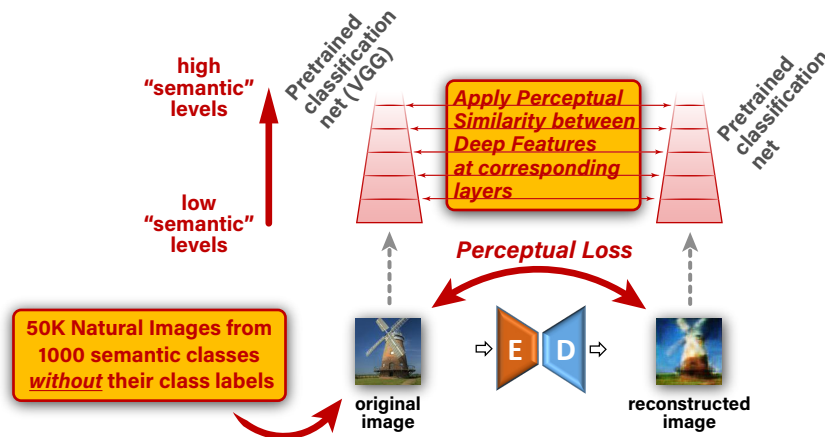 high
“semantic”
levels
Pretrained
classification
net (VGG)
Apply Perceptual
Similarity between
Deep Features
at corresponding
layers
Pretrained
classification
net
low
“semantic”
levels
Perceptual Loss
50K Natural Images from
1000 semantic classes
without their class labels
E
D
original
image
reconstructed
image